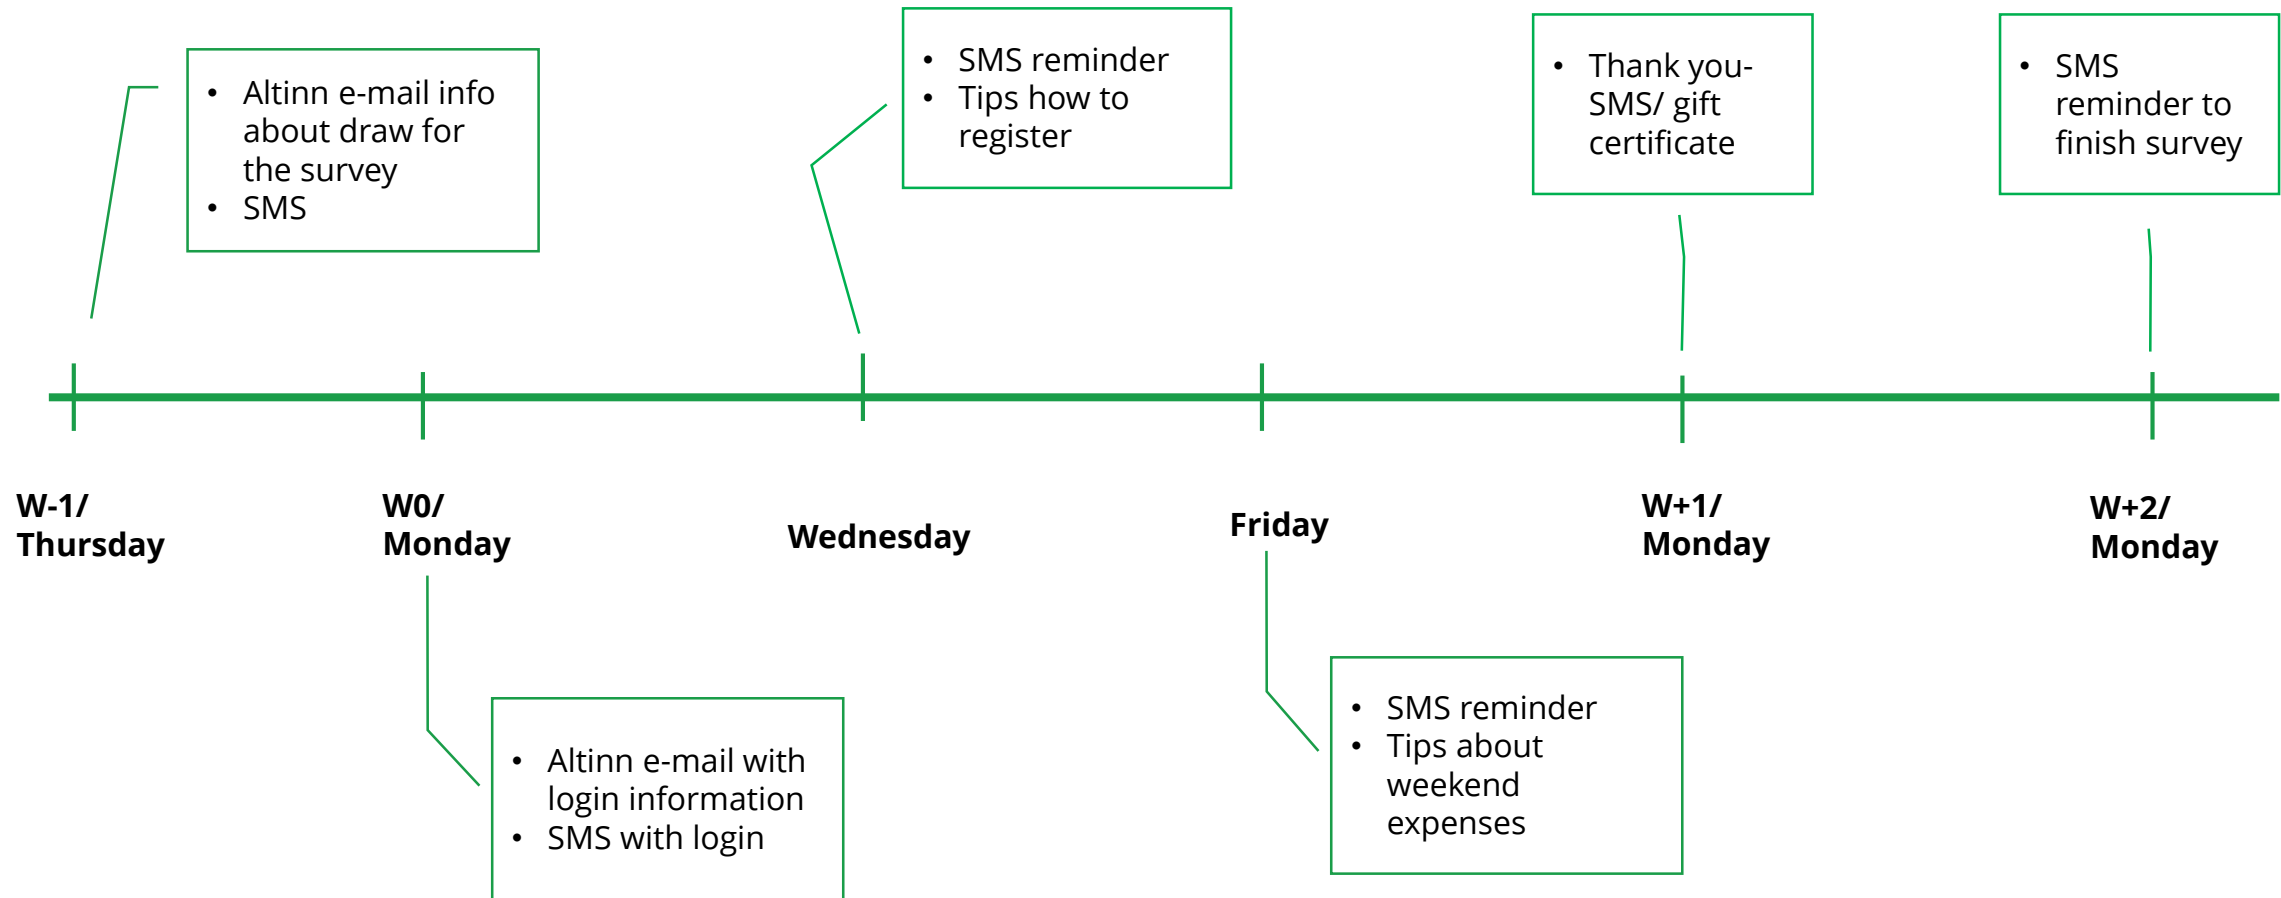 • Altinn e-mail info
about draw for
the survey
• SMS
• SMS reminder
• Tips how to
register
• Thank you-
SMS/ gift
certificate
• SMS
reminder to
finish survey
W-1/
Thursday
W0/
Monday
Wednesday
Friday
W+1/
Monday
W+2/
Monday
• Altinn e-mail with
login information
• SMS with login
• SMS reminder
• Tips about
weekend
expenses